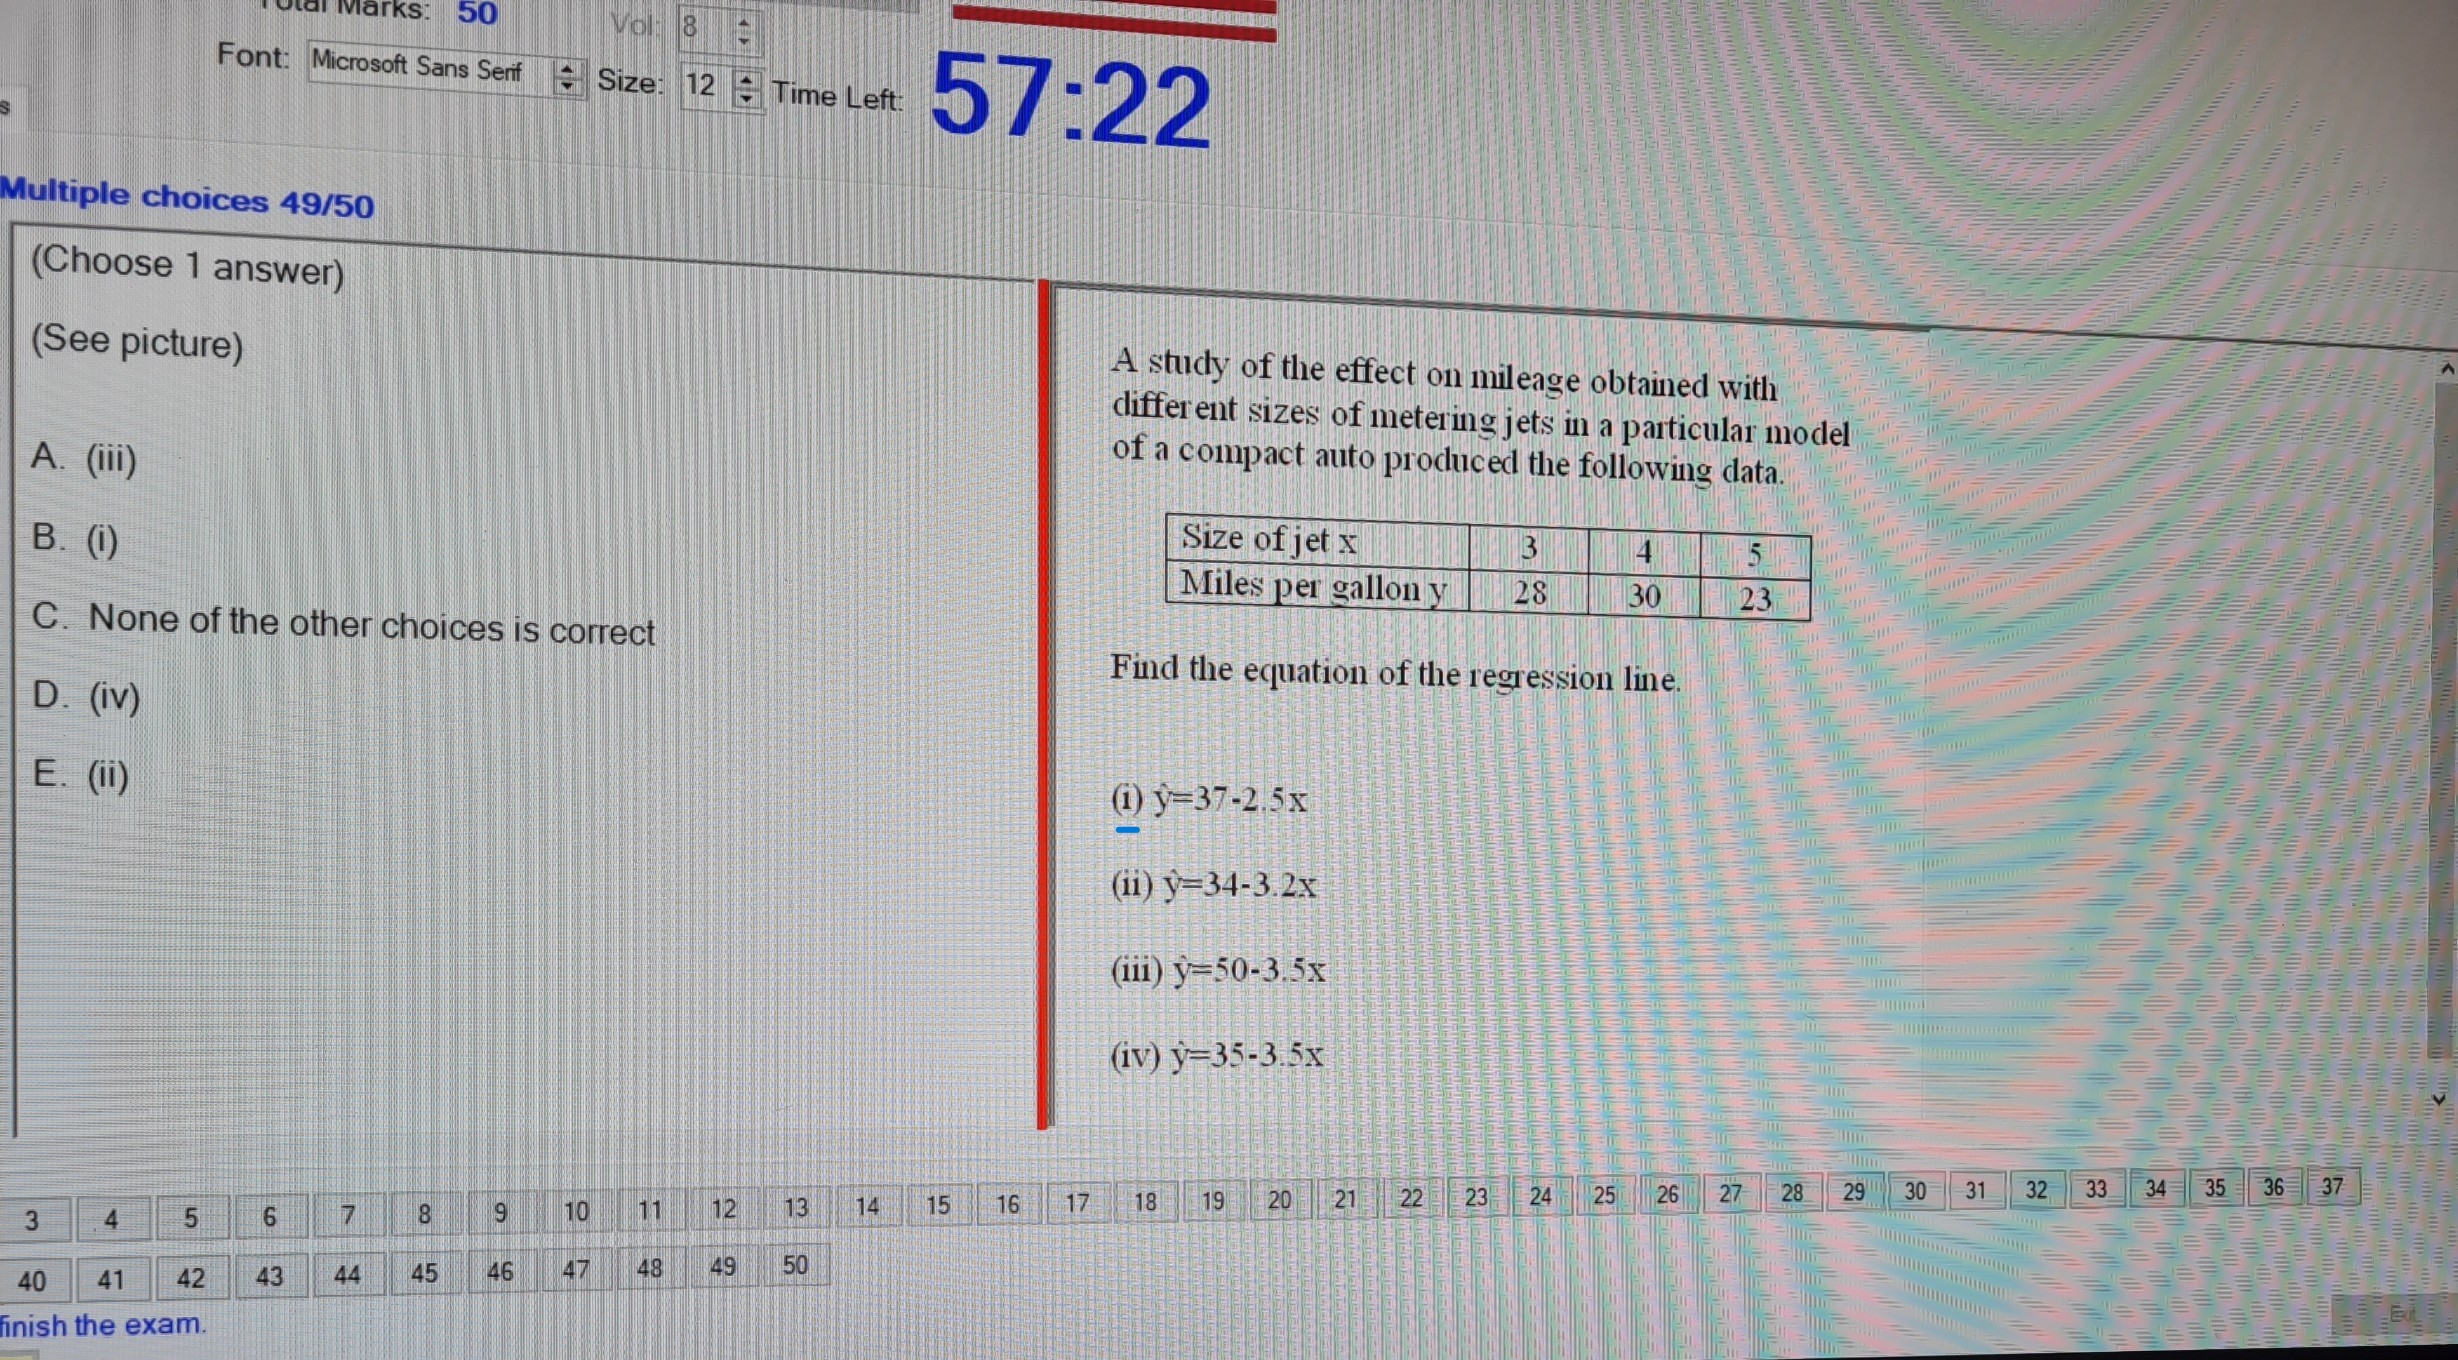 Marks: 50
Vol: 8
Font: Microsoft Sans Serif Size: 12 Time Left: 57:22
s
Multiple choices 49/50
(Choose 1 answer)
(See picture)
A. (iii)
B. (i)
C. None of the other choices is correct
D. (iv)
E. (ii)
A study of the effect on mileage obtained with
different sizes of metering jets in a particular model
of a compact auto produced the following data.
Size of jet x 3 4 5
Miles per gallon y 28 30 23
Find the equation of the regression line.
(i) ŷ=37-2.5x
(ii) ŷ=34-3.2x
(iii) ŷ=50-3.5x
(iv) ŷ=35-3.5x
3 4 5 6 7 8 9 10 11 12 13 14 15 16 17 18 19 20 21 22 23 24 25 26 27 28 29 30 31 32 33 34 35 36 37
40 41 42 43 44 45 46 47 48 49 50
finish the exam.